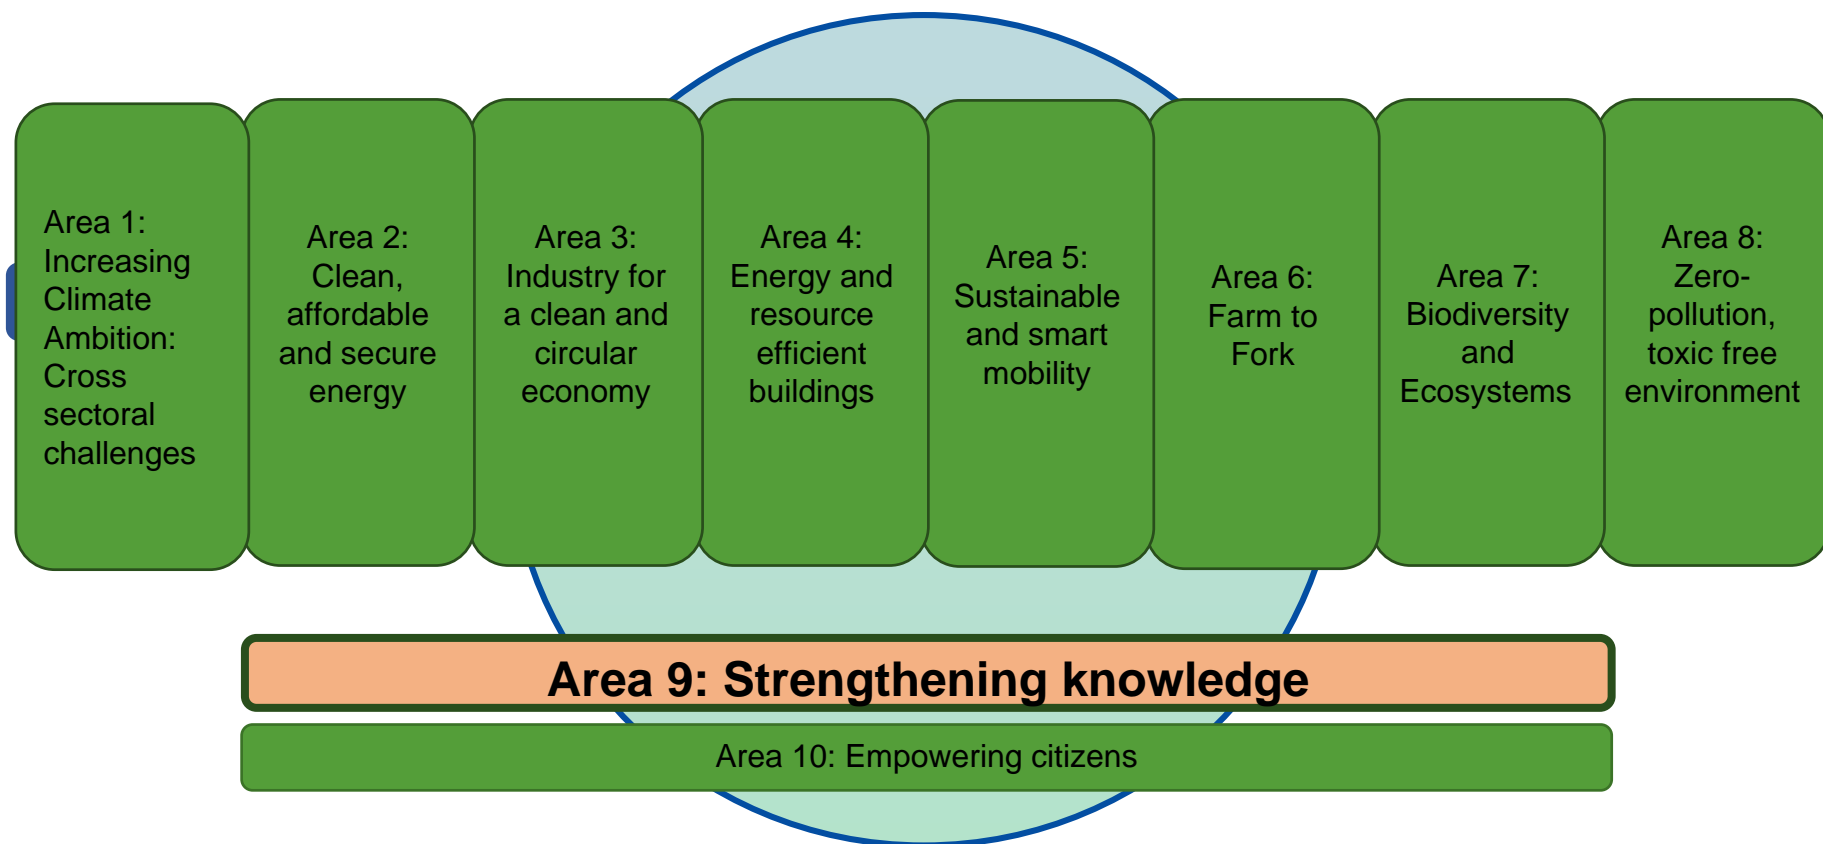 Area 1:
Increasing
Climate
Ambition:
Cross
sectoral
challenges
Area 2:
Clean,
affordable
and secure
energy
Area 3:
Industry for
a clean and
circular
economy
Area 4:
Energy and
resource
efficient
buildings
Area 5:
Sustainable
and smart
mobility
Area 6:
Farm to
Fork
Area 7:
Biodiversity
and
Ecosystems
Area 8:
Zero-
pollution,
toxic free
environment
Area 9: Strengthening knowledge
Area 10: Empowering citizens